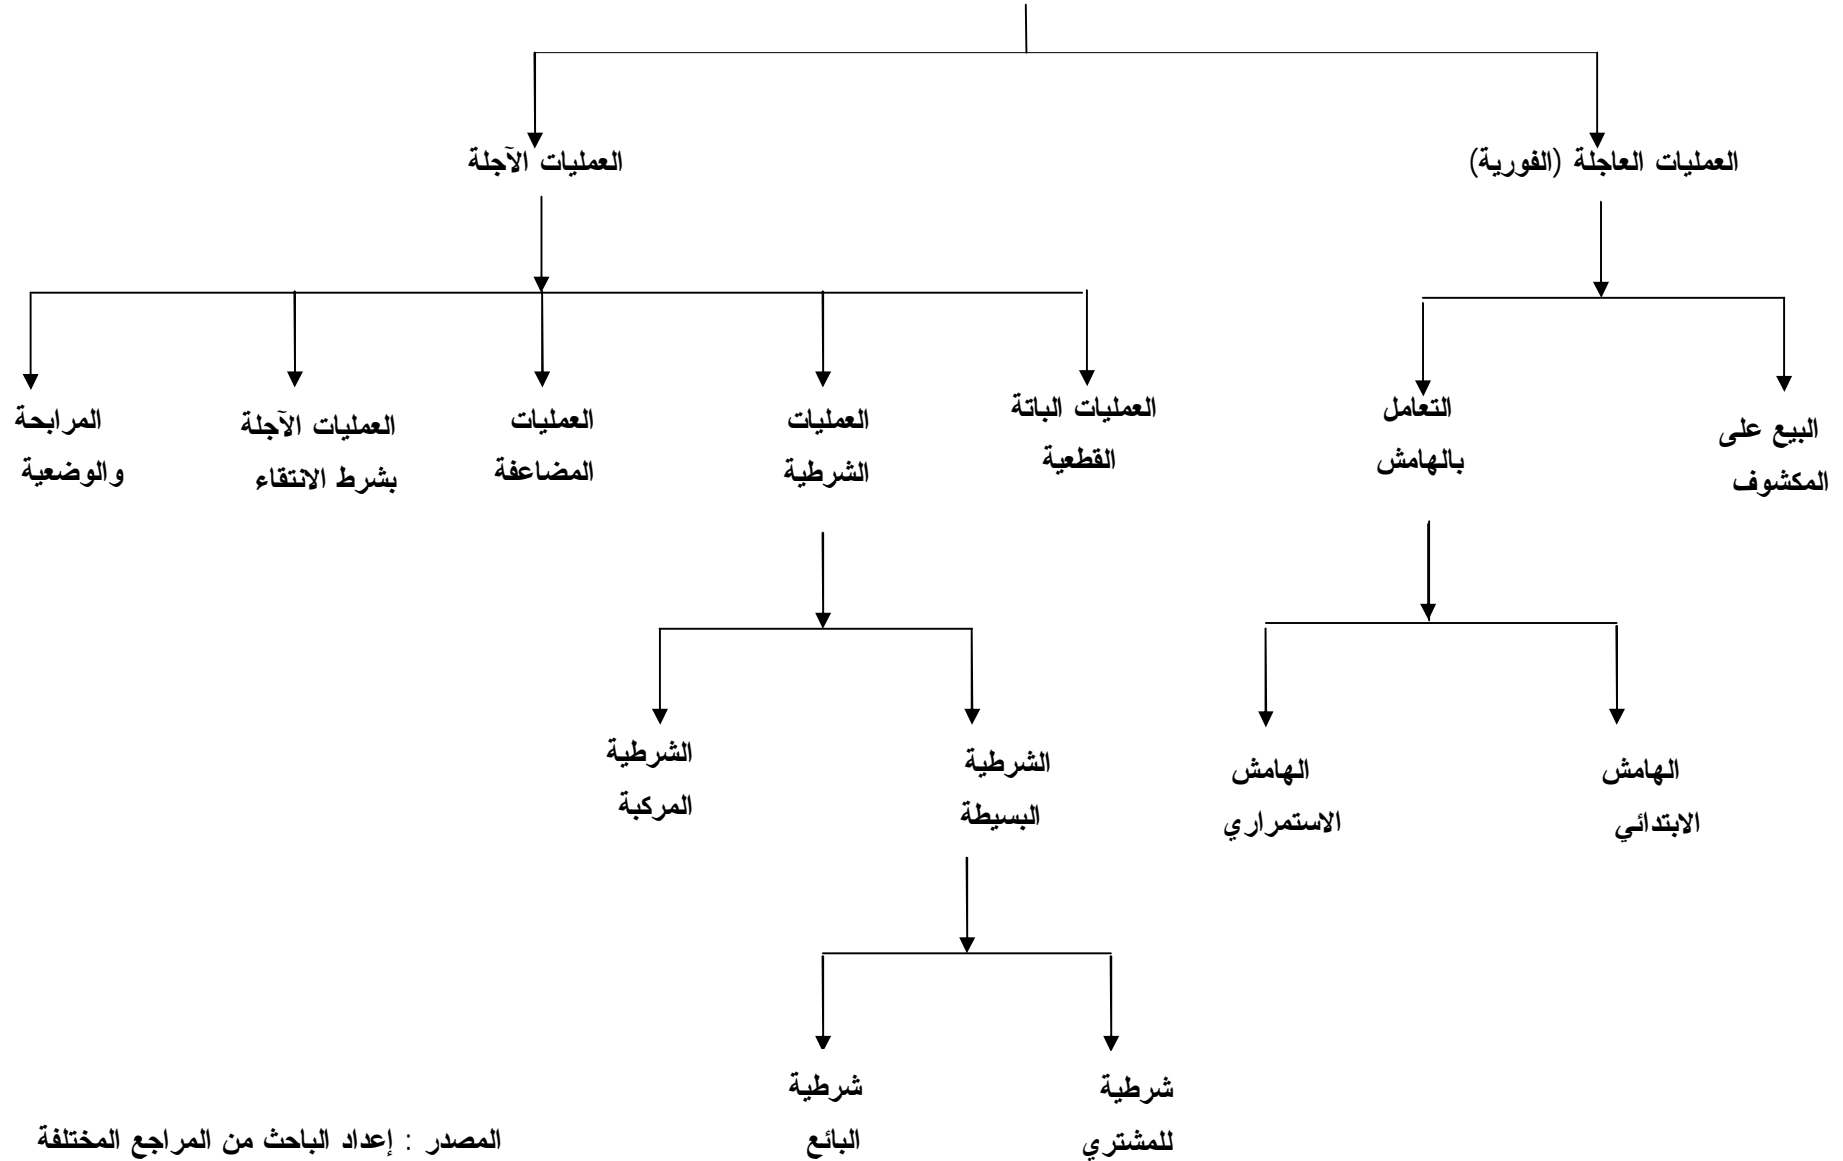 العمليات العاجلة (الفورية)
العمليات الآجلة
البيع على
المكشوف
التعامل
بالهامش
العمليات الباتة
القطعية
العمليات
الشرطية
العمليات
المضاعفة
العمليات الآجلة
بشرط الانتقاء
المرابحة
والوضعية
الهامش
الابتدائي
الهامش
الاستمراري
الشرطية
البسيطة
الشرطية
المركبة
شرطية
للمشتري
شرطية
البائع
المصدر : إعداد الباحث من المراجع المختلفة